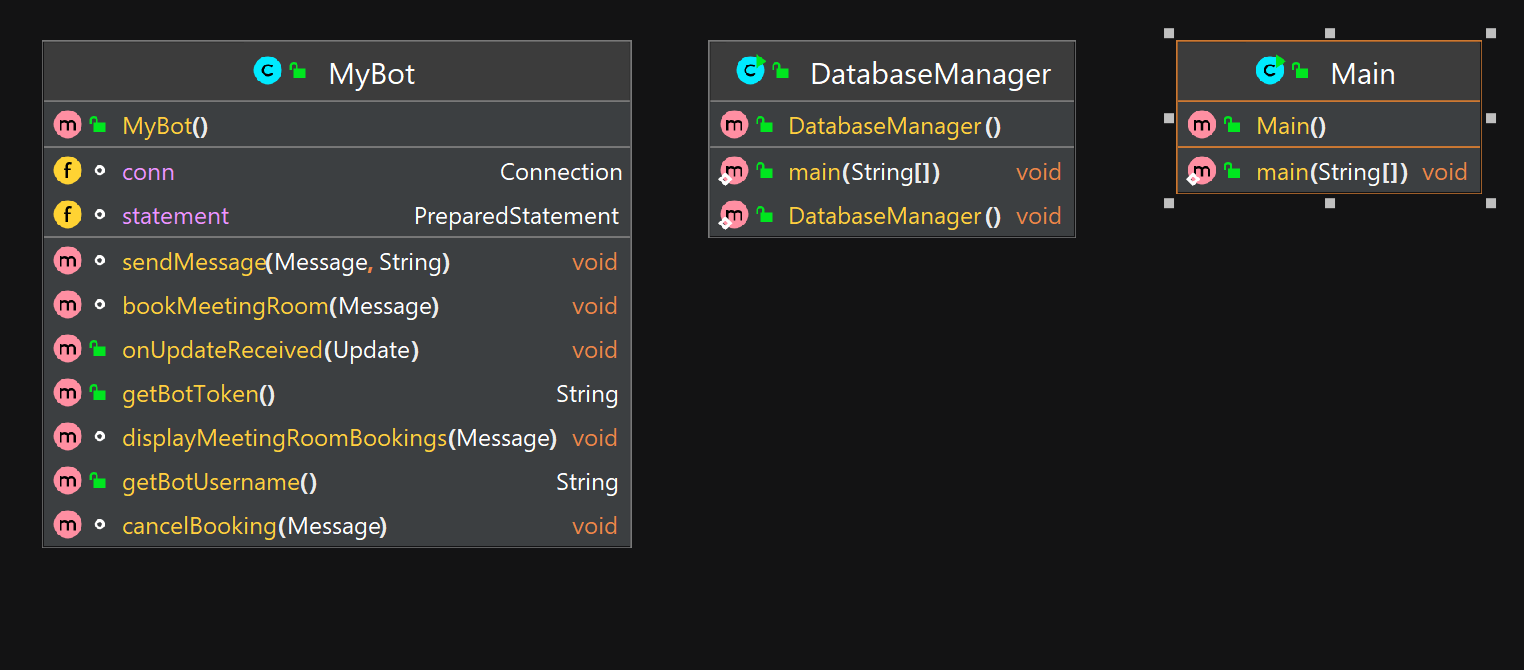 MyBot
MyBot()
conn Connection
statement PreparedStatement
sendMessage(Message, String) void
bookMeetingRoom(Message) void
onUpdateReceived(Update) void
getBotToken() String
displayMeetingRoomBookings(Message) void
getBotUsername() String
cancelBooking(Message) void
DatabaseManager
DatabaseManager()
main(String[]) void
DatabaseManager() void
Main
Main()
main(String[]) void